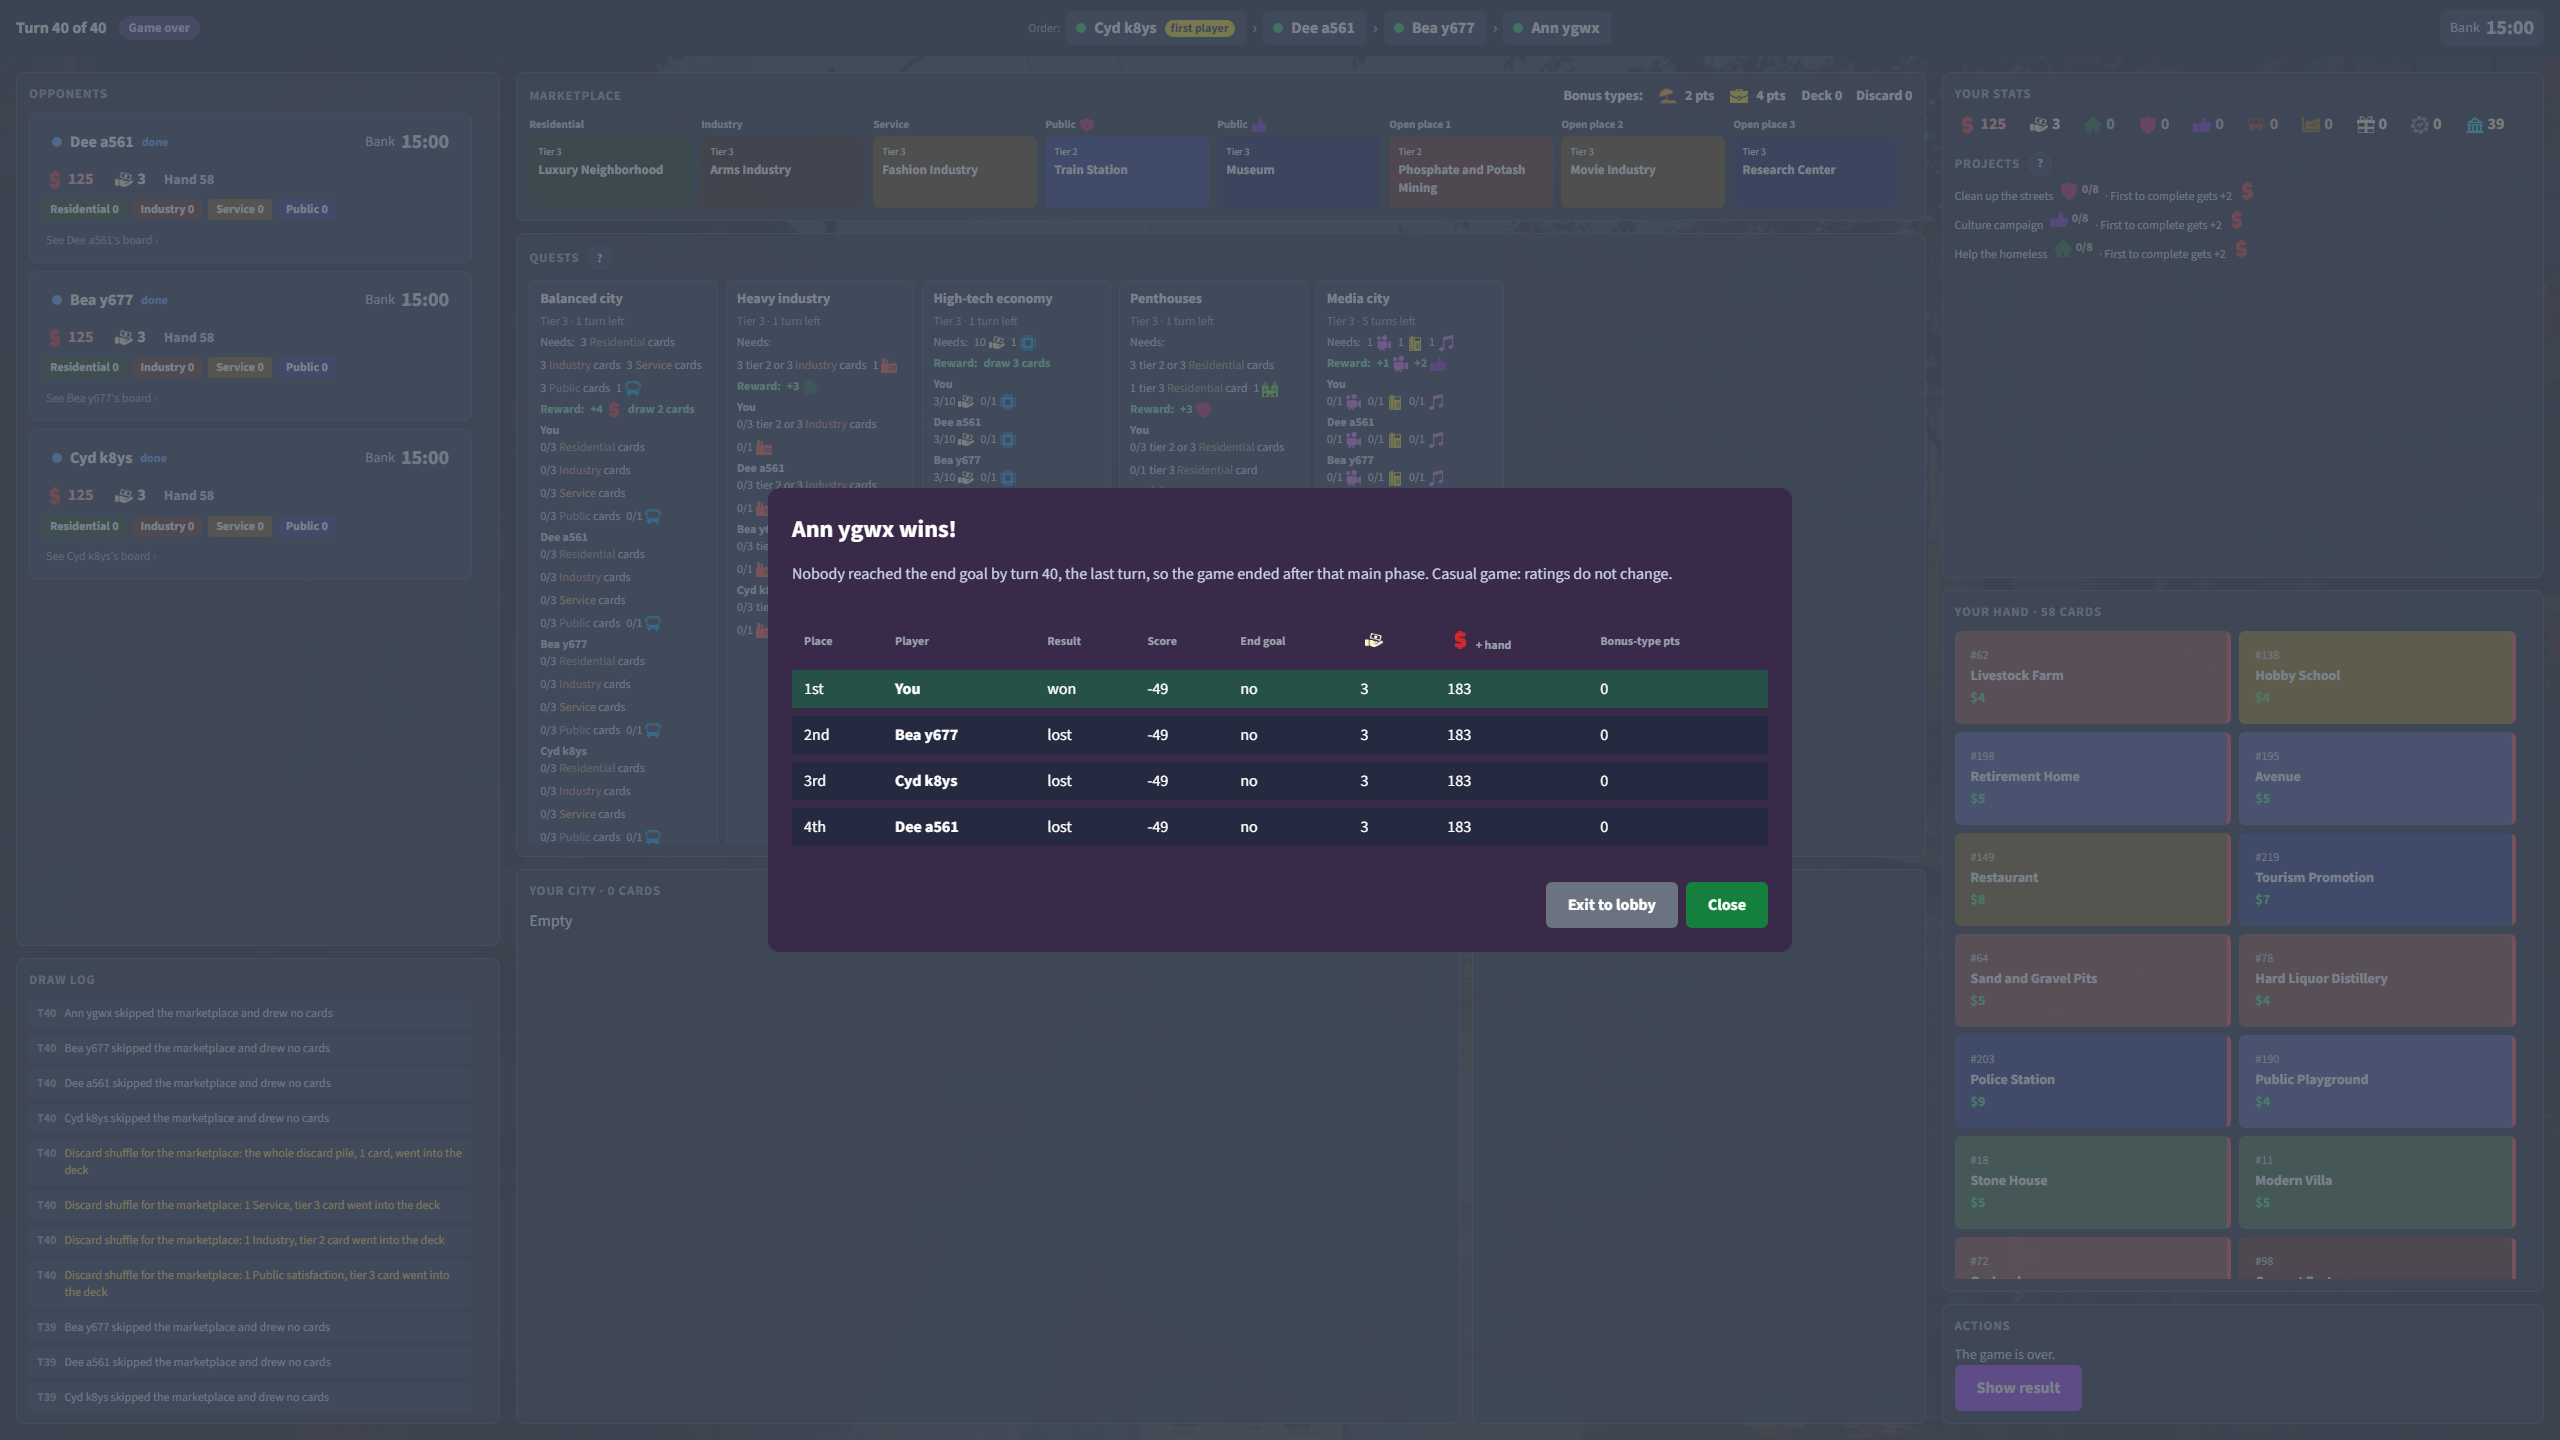 Turn 40 of 40 Game over
Order: Cyd k8ys first player › Dee a561 › Bea y677 › Ann ygwx
Bank 15:00
OPPONENTS
Dee a561 done Bank 15:00
125 3 Hand 58
Residential 0 Industry 0 Service 0 Public 0
See Dee a561's board ›
Bea y677 done Bank 15:00
125 3 Hand 58
Residential 0 Industry 0 Service 0 Public 0
See Bea y677's board ›
Cyd k8ys done Bank 15:00
125 3 Hand 58
Residential 0 Industry 0 Service 0 Public 0
See Cyd k8ys's board ›
DRAW LOG
T40 Ann ygwx skipped the marketplace and drew no cards
T40 Bea y677 skipped the marketplace and drew no cards
T40 Dee a561 skipped the marketplace and drew no cards
T40 Cyd k8ys skipped the marketplace and drew no cards
T40 Discard shuffle for the marketplace: the whole discard pile, 1 card, went into the
deck
T40 Discard shuffle for the marketplace: 1 Service, tier 3 card went into the deck
T40 Discard shuffle for the marketplace: 1 Industry, tier 2 card went into the deck
T40 Discard shuffle for the marketplace: 1 Public satisfaction, tier 3 card went into
the deck
T39 Bea y677 skipped the marketplace and drew no cards
T39 Dee a561 skipped the marketplace and drew no cards
T39 Cyd k8ys skipped the marketplace and drew no cards
MARKETPLACE
Bonus types: 2 pts 4 pts Deck 0 Discard 0
Residential Industry Service Public Public Open place 1 Open place 2 Open place 3
Tier 3 Tier 3 Tier 3 Tier 2 Tier 3 Tier 2 Tier 3 Tier 3
Luxury Neighborhood Arms Industry Fashion Industry Train Station Museum Phosphate and Potash Movie Industry Research Center
Mining
QUESTS ?
Balanced city
Tier 3 · 1 turn left
Needs: 3 Residential cards
3 Industry cards 3 Service cards
3 Public cards 1
Reward: +4 draw 2 cards
You
0/3 Residential cards
0/3 Industry cards
0/3 Service cards
0/3 Public cards 0/1
Dee a561
0/3 Residential cards
0/3 Industry cards
0/3 Service cards
0/3 Public cards 0/1
Bea y677
0/3 Residential cards
0/3 Industry cards
0/3 Service cards
0/3 Public cards 0/1
Cyd k8ys
0/3 Residential cards
0/3 Industry cards
0/3 Service cards
0/3 Public cards 0/1
Heavy industry
Tier 3 · 1 turn left
Needs:
3 tier 2 or 3 Industry cards 1
Reward: +3
You
0/3 tier 2 or 3 Industry cards
0/1
Dee a561
0/3 tier 2 or 3 Industry cards
0/1
Bea
0/3 tie
0/1
Cyd
0/3 tie
0/1
High-tech economy
Tier 3 · 1 turn left
Needs: 10 1
Reward: draw 3 cards
You
3/10 0/1
Dee a561
3/10 0/1
Bea y677
3/10 0/1
Penthouses
Tier 3 · 1 turn left
Needs:
3 tier 2 or 3 Residential cards
1 tier 3 Residential card 1
Reward: +3
You
0/3 tier 2 or 3 Residential cards
0/1 tier 3 Residential card
Media city
Tier 3 · 5 turns left
Needs: 1 1 1
Reward: +1 +2
You
0/1 0/1 0/1
Dee a561
0/1 0/1 0/1
Bea y677
0/1 0/1 0/1
Ann ygwx wins!
Nobody reached the end goal by turn 40, the last turn, so the game ended after that main phase. Casual game: ratings do not change.
Place Player Result Score End goal + hand Bonus-type pts
1st You won -49 no 3 183 0
2nd Bea y677 lost -49 no 3 183 0
3rd Cyd k8ys lost -49 no 3 183 0
4th Dee a561 lost -49 no 3 183 0
Exit to lobby Close
YOUR CITY · 0 CARDS
Empty
YOUR STATS
125 3 0 0 0 0 0 0 0 39
PROJECTS ?
Clean up the streets 0/8 · First to complete gets +2
Culture campaign 0/8 · First to complete gets +2
Help the homeless 0/8 · First to complete gets +2
YOUR HAND · 58 CARDS
#62 #138
Livestock Farm Hobby School
$4 $4
#198 #195
Retirement Home Avenue
$5 $5
#149 #219
Restaurant Tourism Promotion
$8 $7
#64 #78
Sand and Gravel Pits Hard Liquor Distillery
$5 $4
#203 #190
Police Station Public Playground
$9 $4
#18 #11
Stone House Modern Villa
$5 $5
#72 #98
ACTIONS
The game is over.
Show result